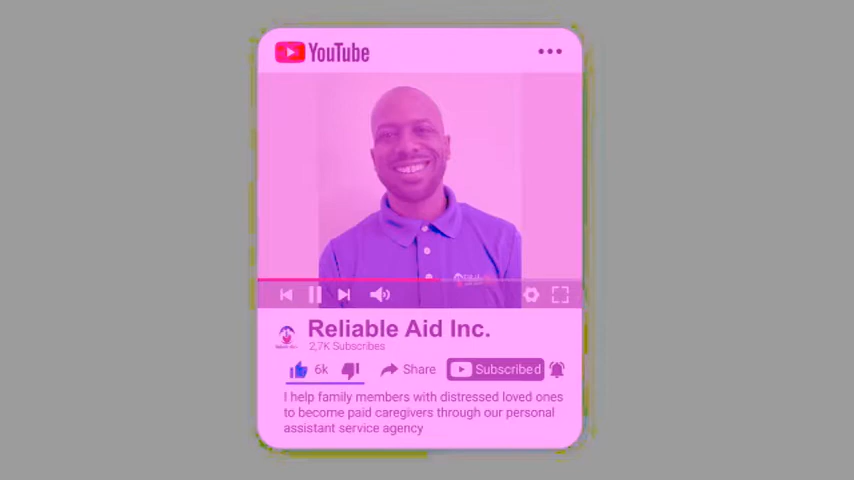 YouTube
Reliable Aid Inc.
2,7K Subscribes
6k
Share
Subscribed
I help family members with distressed loved ones
to become paid caregivers through our personal
assistant service agency